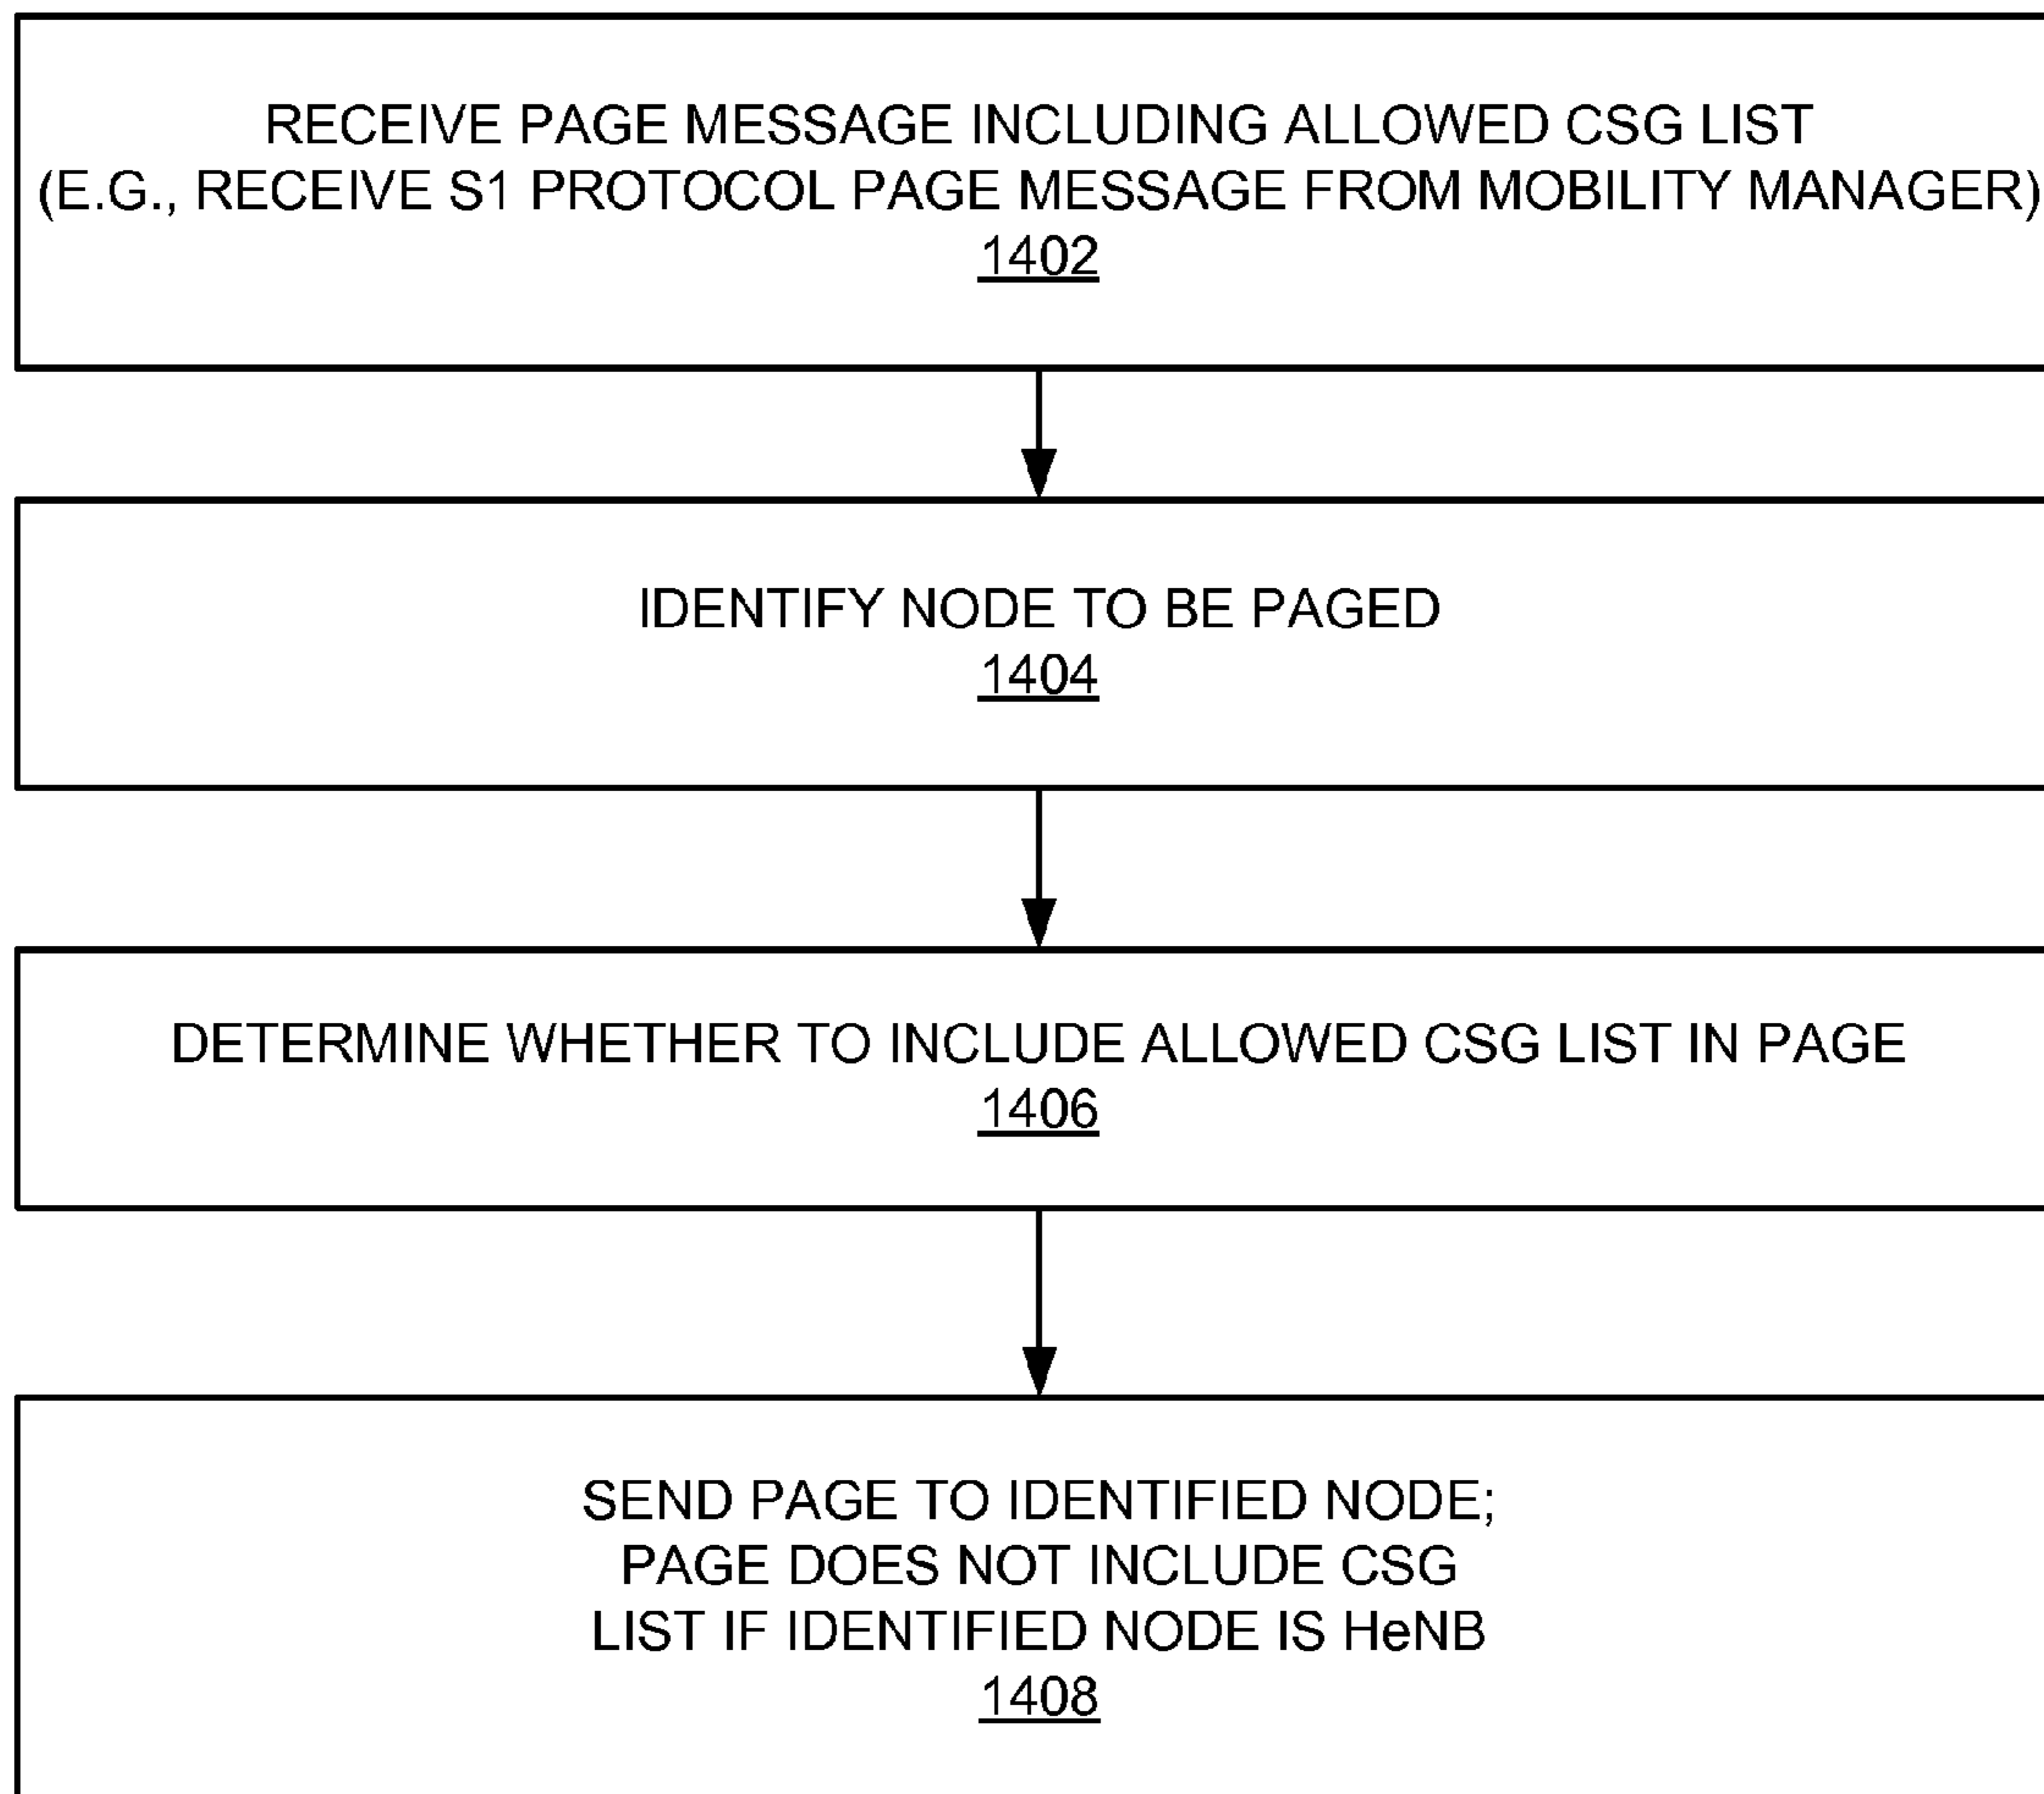 RECEIVE PAGE MESSAGE INCLUDING ALLOWED CSG LIST
(E.G., RECEIVE S1 PROTOCOL PAGE MESSAGE FROM MOBILITY MANAGER)
1402
IDENTIFY NODE TO BE PAGED
1404
DETERMINE WHETHER TO INCLUDE ALLOWED CSG LIST IN PAGE
1406
SEND PAGE TO IDENTIFIED NODE;
PAGE DOES NOT INCLUDE CSG
LIST IF IDENTIFIED NODE IS HeNB
1408